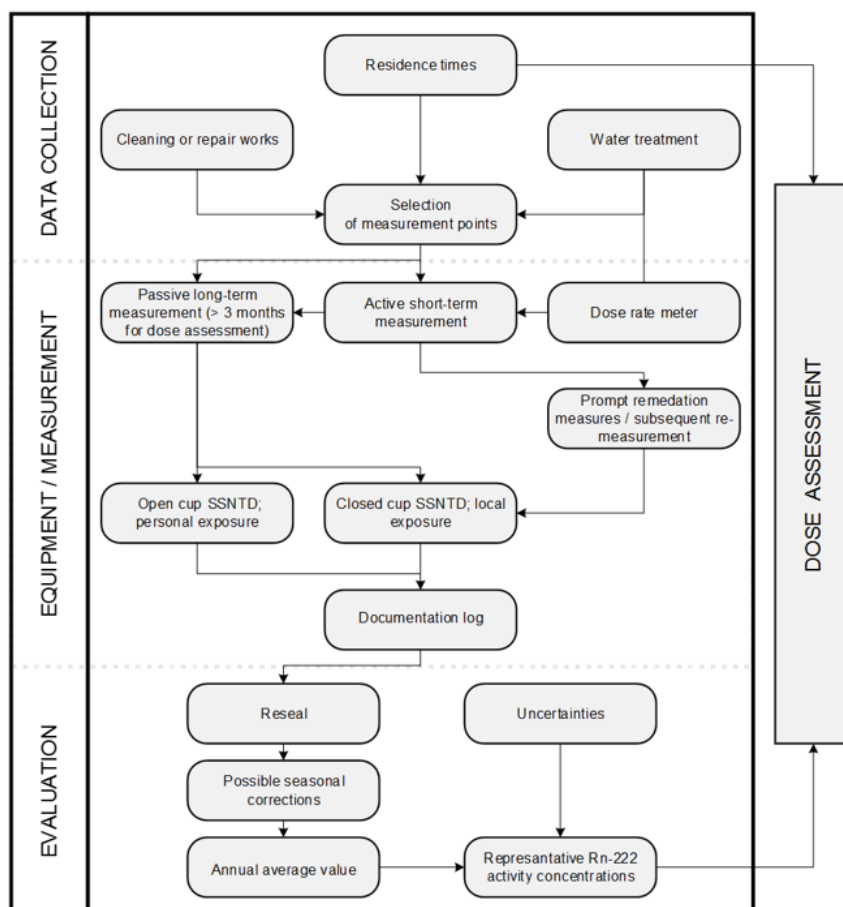 DATA COLLECTION
Residence times
Cleaning or repair works
Water treatment
Selection
of measurement points
EQUIPMENT / MEASUREMENT
Passive long-term
measurement (> 3 months
for dose assessment)
Active short-term
measurement
Dose rate meter
Prompt remedation
measures / subsequent re-
measurement
Open cup SSNTD;
personal exposure
Closed cup SSNTD; local
exposure
Documentation log
EVALUATION
Reseal
Uncertainties
Possible seasonal
corrections
Annual average value
Represantative Rn-222
activity concentrations
DOSE ASSESSMENT